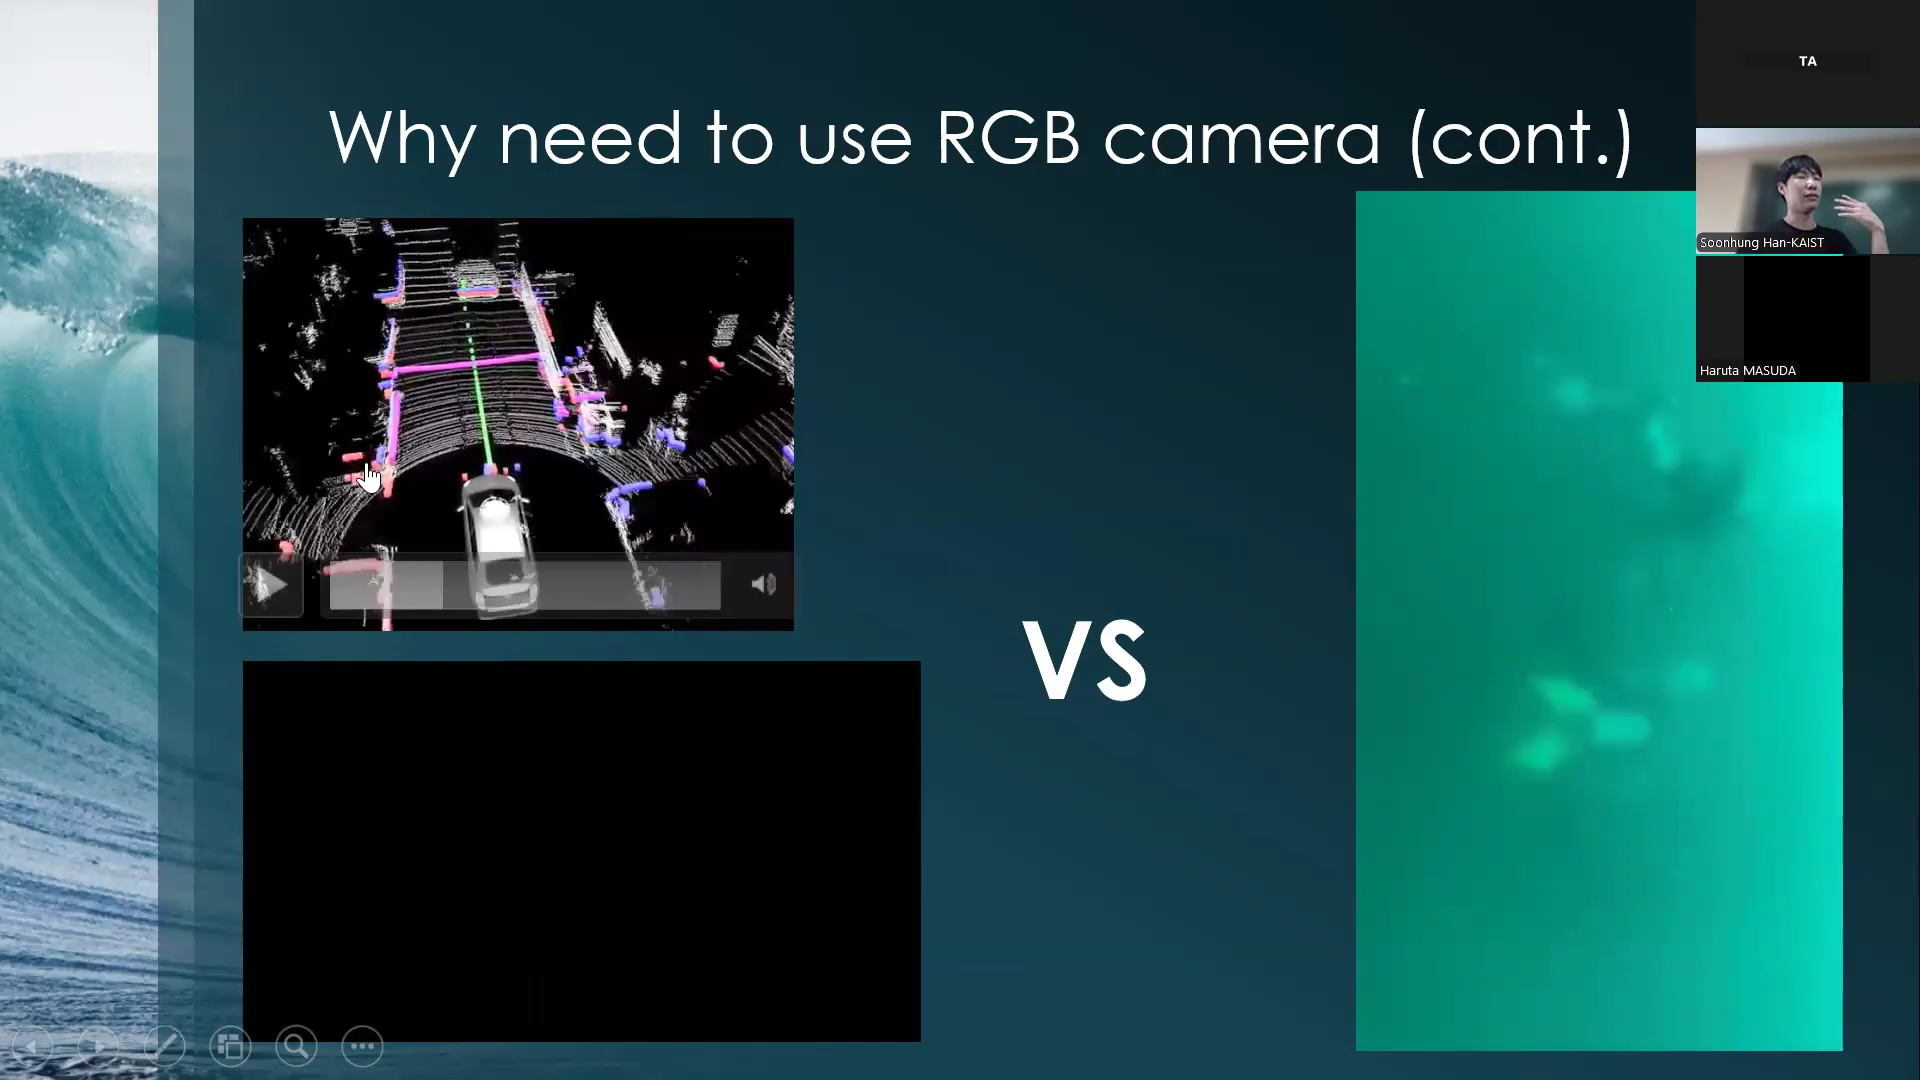 Why need to use RGB camera (cont.)
TA
Soonhung Han-KAIST
Haruta MASUDA
VS